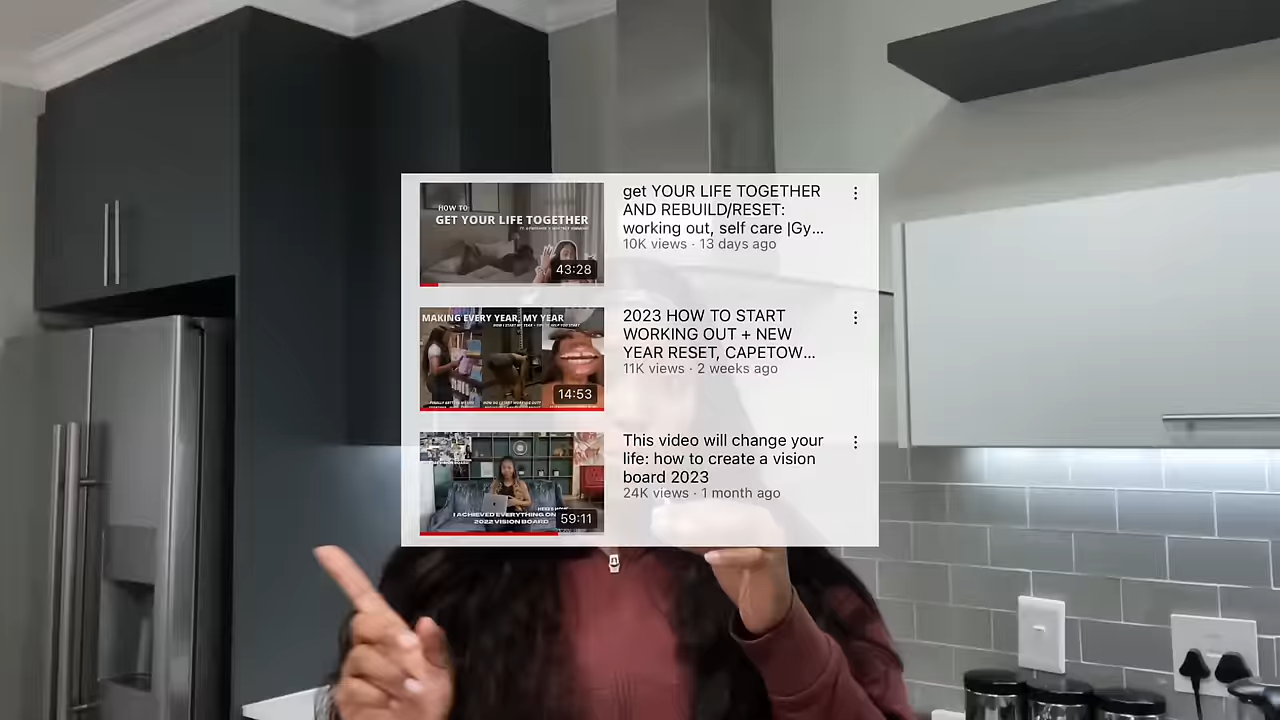 HOW TO
GET YOUR LIFE TOGETHER
43:28
get YOUR LIFE TOGETHER
AND REBUILD/RESET:
working out, self care |Gy...
10K views · 13 days ago
MAKING EVERY YEAR, MY YEAR
14:53
2023 HOW TO START
WORKING OUT + NEW
YEAR RESET, CAPETOW...
11K views · 2 weeks ago
I ACHIEVED EVERYTHING ON
2022 VISION BOARD
59:11
This video will change your
life: how to create a vision
board 2023
24K views · 1 month ago